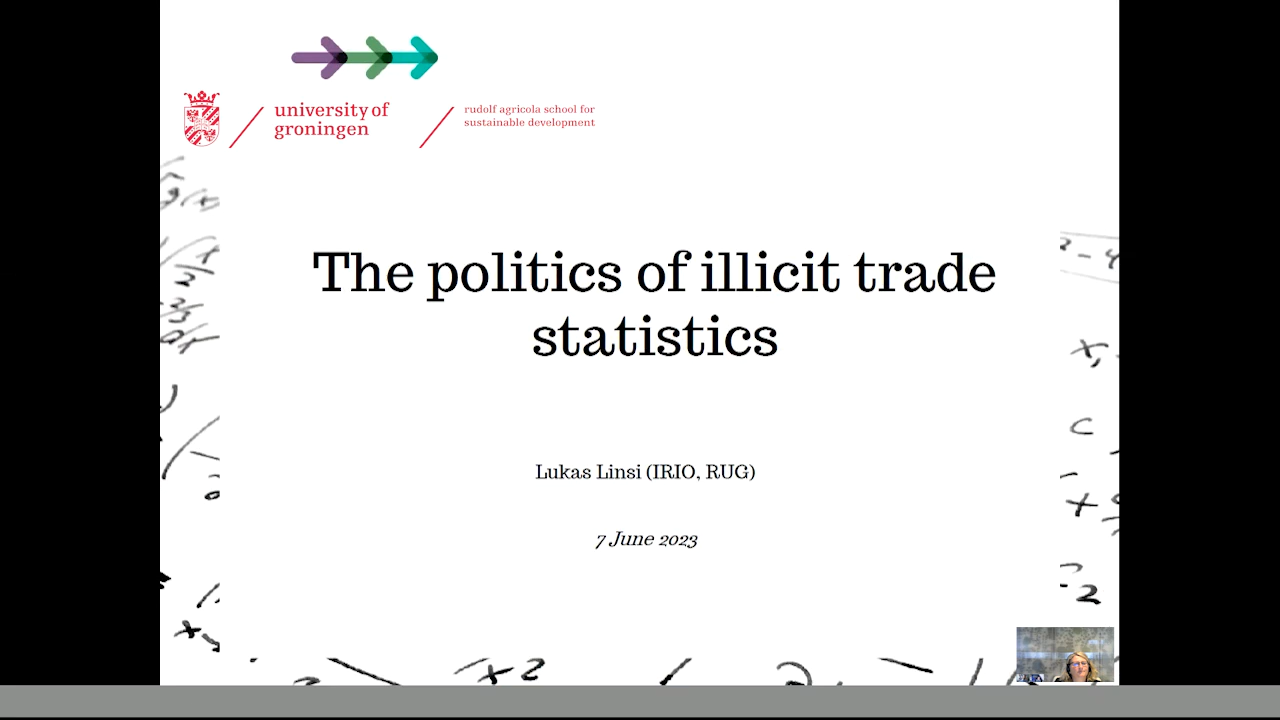 university of
groningen
rudolf agricola school for
sustainable development
The politics of illicit trade
statistics
Lukas Linsi (IRIO, RUG)
7 June 2023